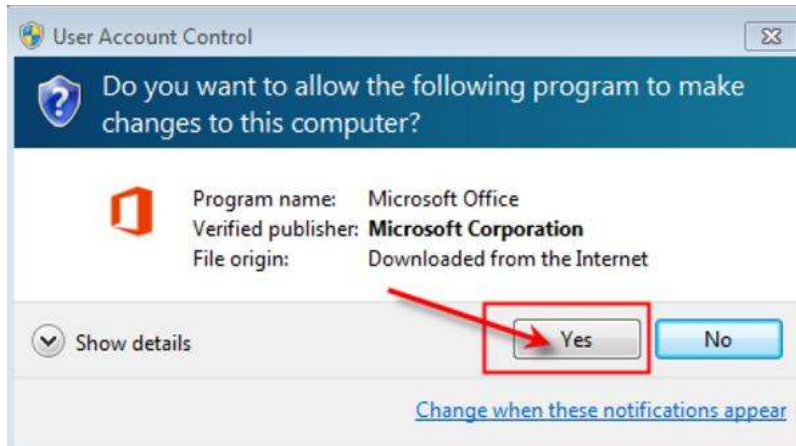 User Account Control
Do you want to allow the following program to make
changes to this computer?
Program name: Microsoft Office
Verified publisher: Microsoft Corporation
File origin: Downloaded from the Internet
Show details
Yes
No
Change when these notifications appear